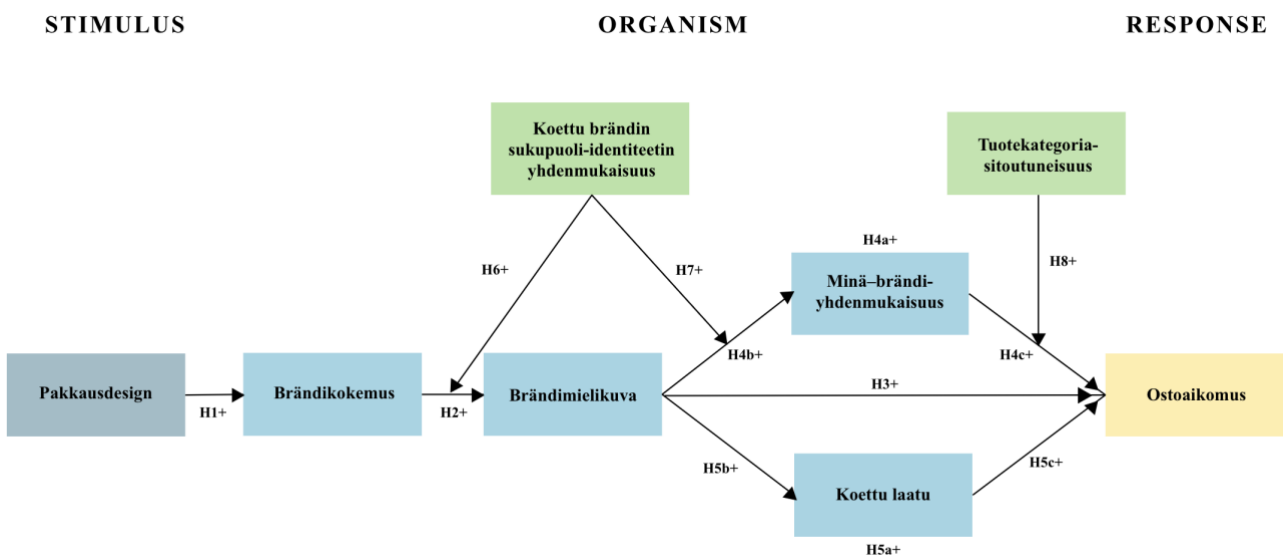 STIMULUS
ORGANISM
RESPONSE
Koettu brändin
sukupuoli-identiteetin
yhdenmukaisuus
Tuotekategoria-
sitoutuneisuus
H4a+
H6+
H7+
H8+
Minä–brändi-
yhdenmukaisuus
H4b+
H4c+
Pakkausdesign
H1+
Brändikokemus
H2+
Brändimielikuva
H3+
Ostoaikomus
H5b+
H5c+
Koettu laatu
H5a+